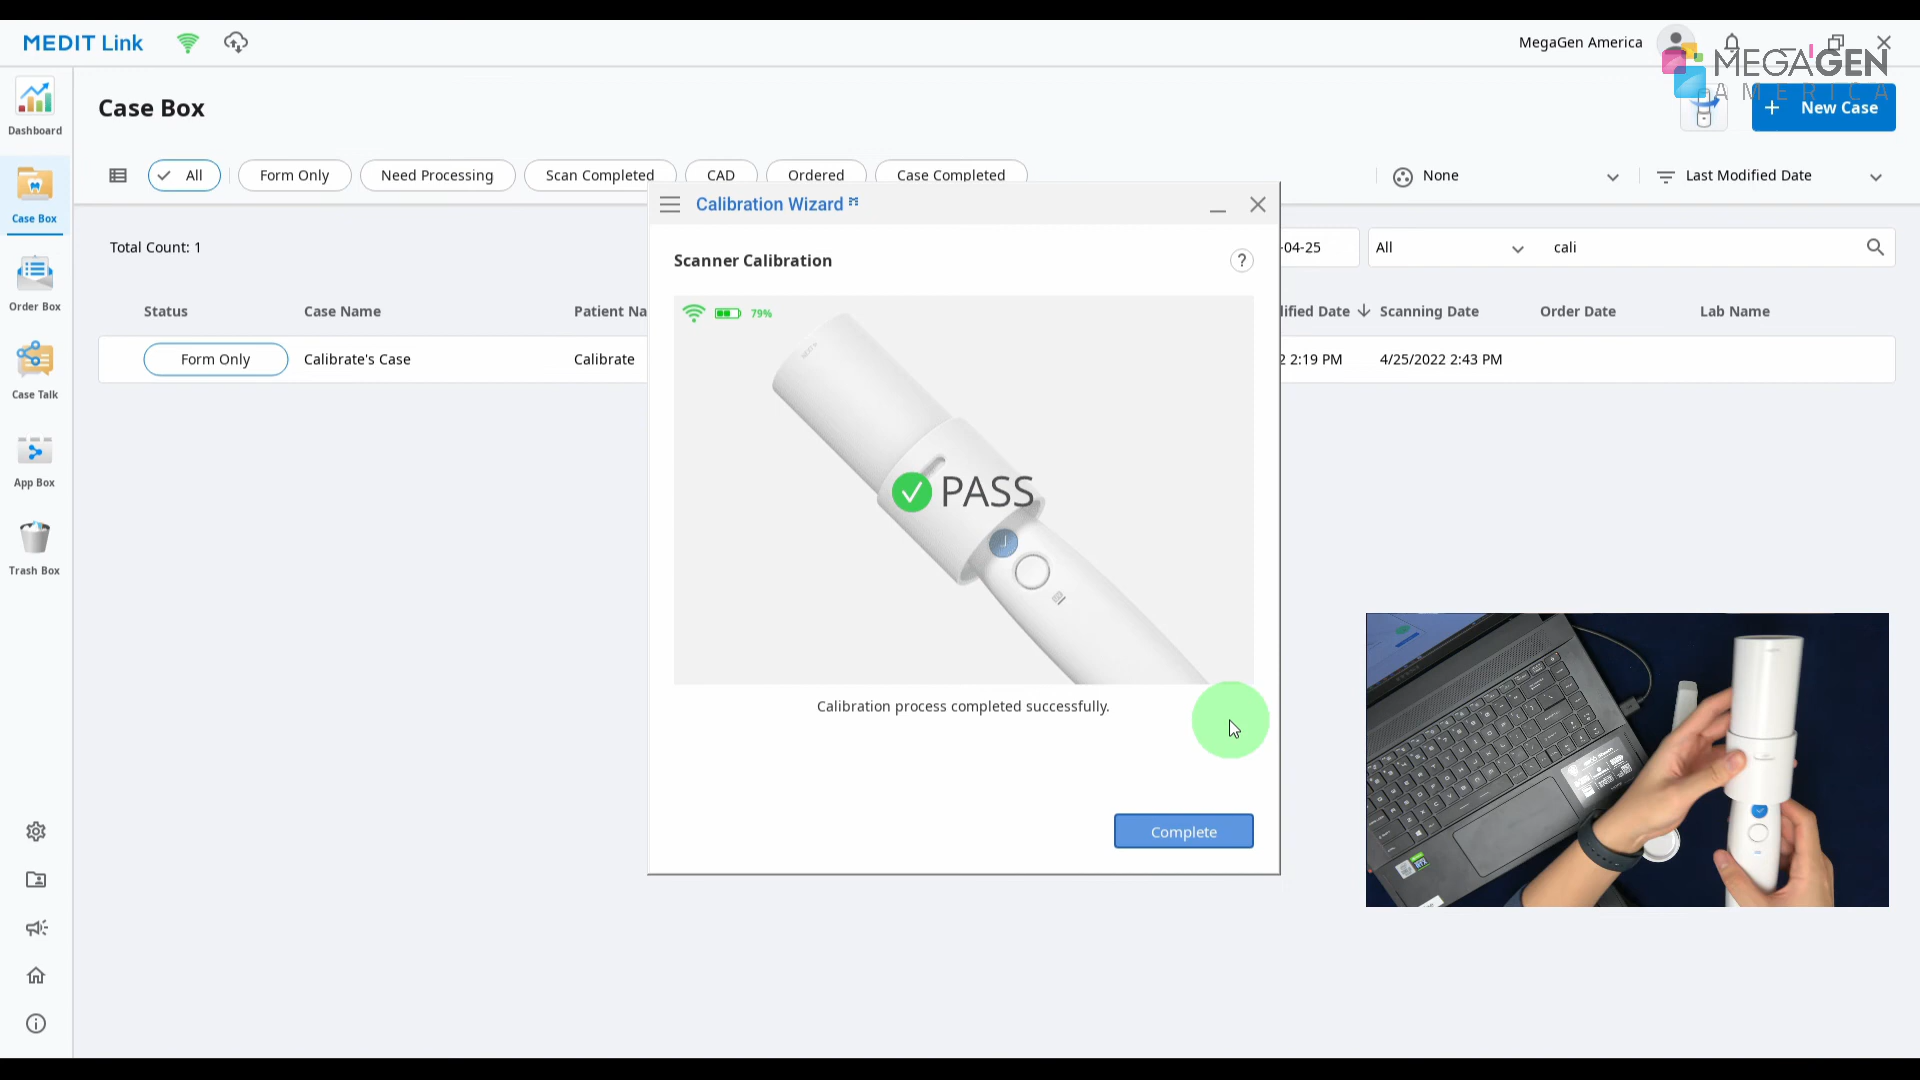 MEDIT Link
MegaGen America
MEGA'GEN
AMERICA
Dashboard
Case Box
Order Box
Case Talk
App Box
Trash Box
Case Box
+ New Case
All
Form Only
Need Processing
Scan Completed
CAD
Ordered
Case Completed
None
Last Modified Date
Total Count: 1
-04-25
All
cali
Status
Case Name
Patient Na
lified Date
Scanning Date
Order Date
Lab Name
Form Only
Calibrate's Case
Calibrate
2 2:19 PM
4/25/2022 2:43 PM
Calibration Wizard
Scanner Calibration
?
79%
PASS
Calibration process completed successfully.
Complete